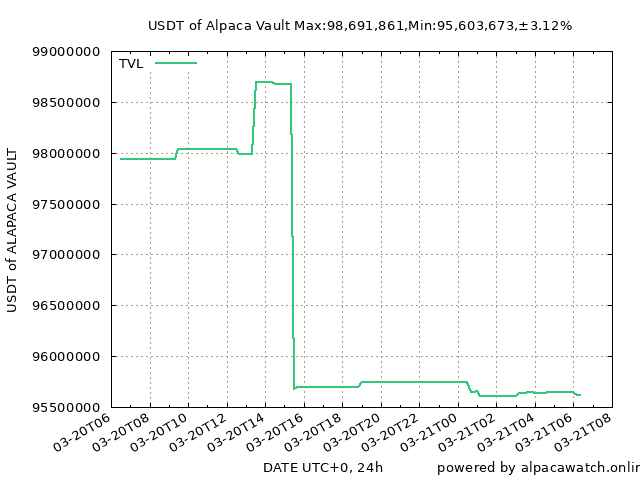 USDT of Alpaca Vault Max:98,691,861,Min:95,603,673,±3.12%
99000000
TVL
98500000
98000000
97500000
97000000
96500000
96000000
95500000
USDT of ALAPACA VAULT
03-20T06
03-20T08
03-20T10
03-20T12
03-20T14
03-20T16
03-20T18
03-20T20
03-20T22
03-21T00
03-21T02
03-21T04
03-21T06
03-21T08
DATE UTC+0, 24h
powered by alpacawatch.onlin